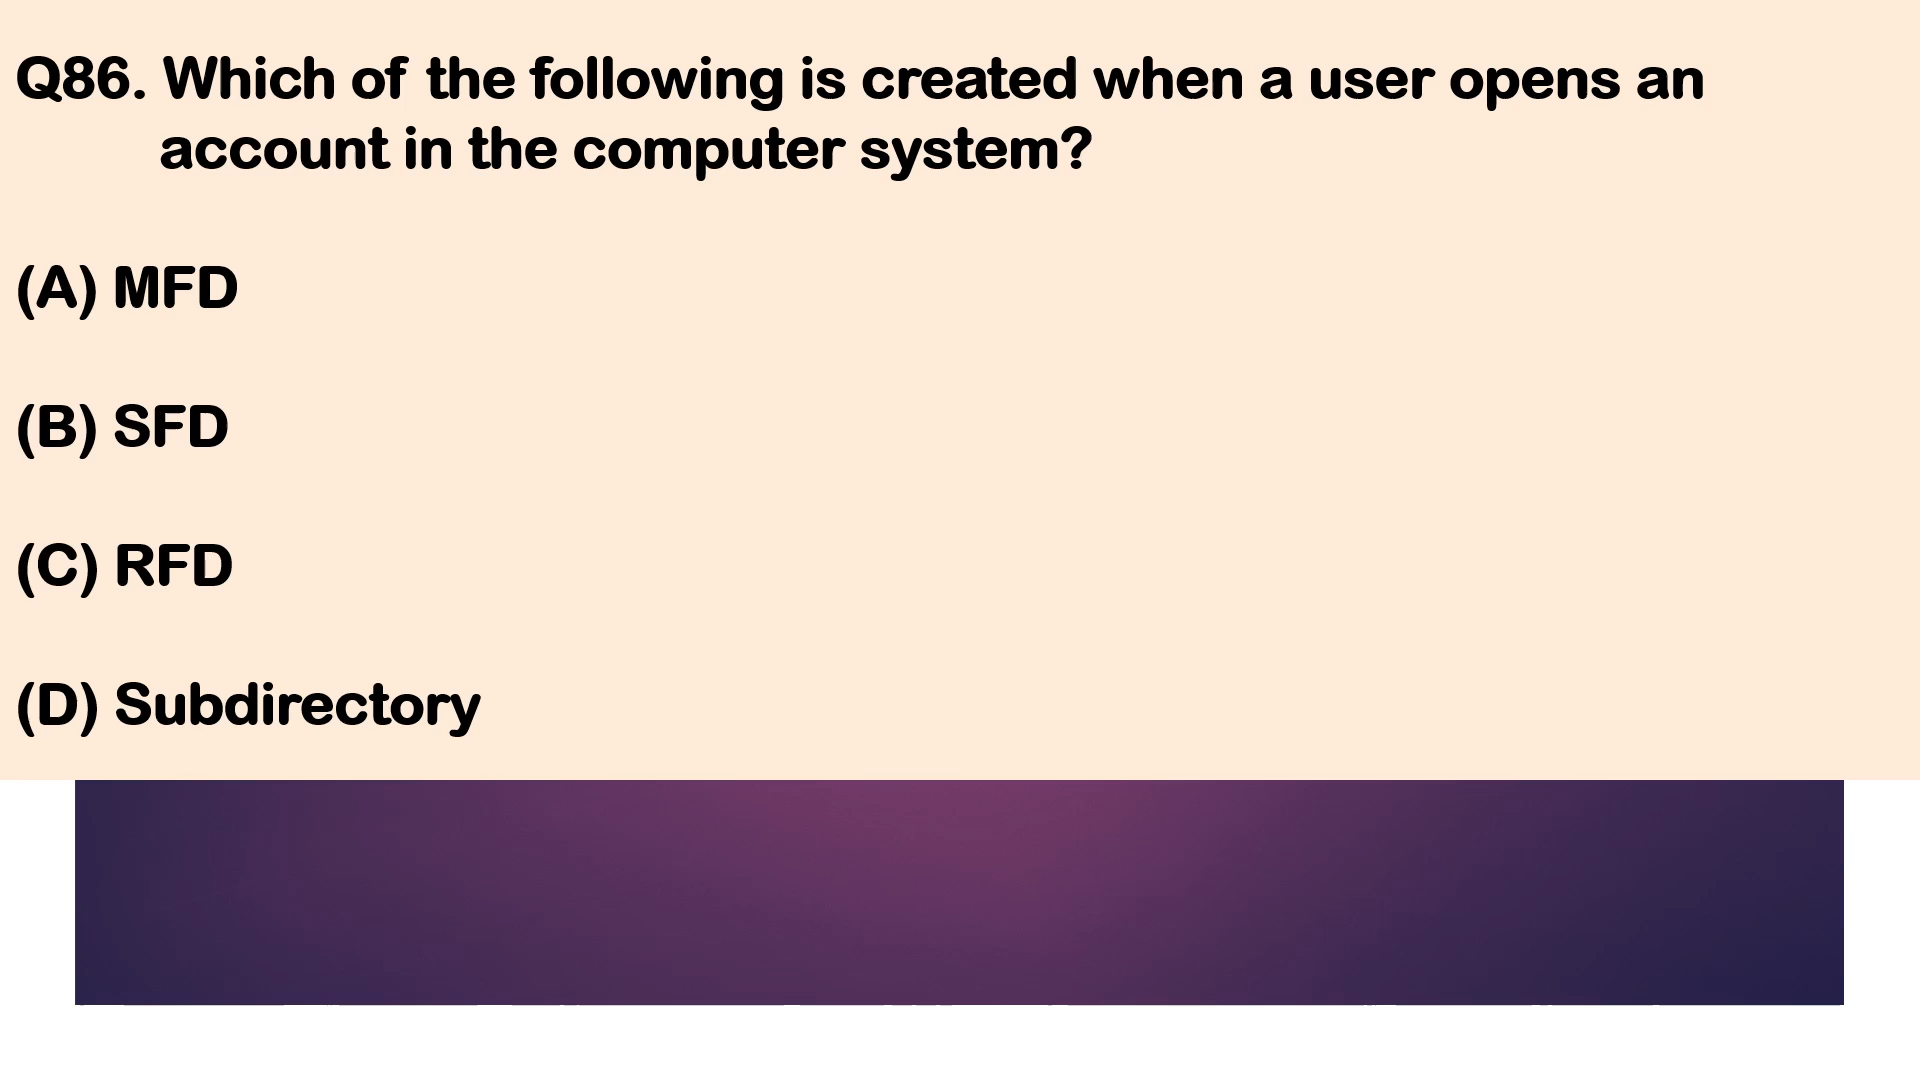 Q86. Which of the following is created when a user opens an
account in the computer system?
(A) MFD
(B) SFD
(C) RFD
(D) Subdirectory